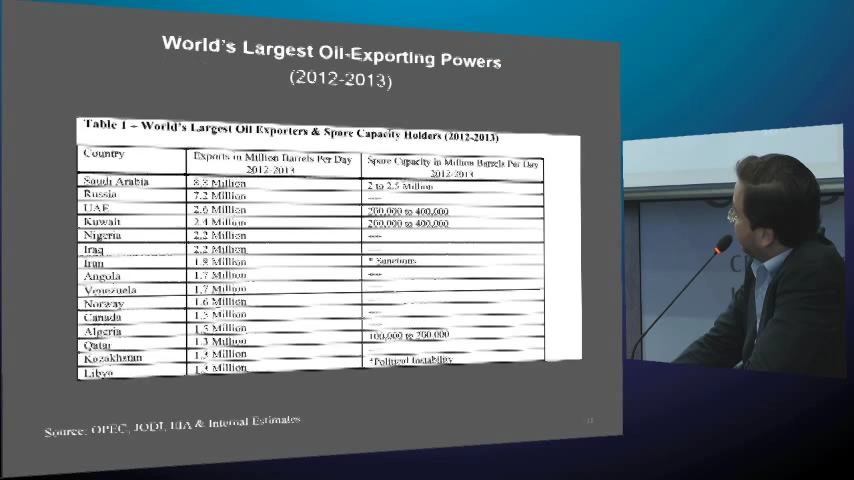 World's Largest Oil-Exporting Powers
(2012-2013)
Table 1 – World's Largest Oil Exporters & Spare Capacity Holders (2012-2013)
Country Exports in Million Barrels Per Day 2012-2013 Spare Capacity in Million Barrels Per Day 2012-2013
Saudi Arabia 8.8 Million 2 to 2.5 Million
Russia 7.2 Million ----
UAE 2.6 Million 200,000 to 400,000
Kuwait 2.4 Million 200,000 to 400,000
Nigeria 2.2 Million ----
Iraq 2.2 Million
Iran 1.8 Million * Sanctions
Angola 1.7 Million ----
Venezuela 1.7 Million
Norway 1.6 Million
Canada 1.5 Million
Algeria 1.5 Million
Qatar 1.3 Million 100,000 to 200,000
Kazakhstan 1.3 Million
Libya 1.3 Million *Political Instability
Source: OPEC, JODI, EIA & Internal Estimates